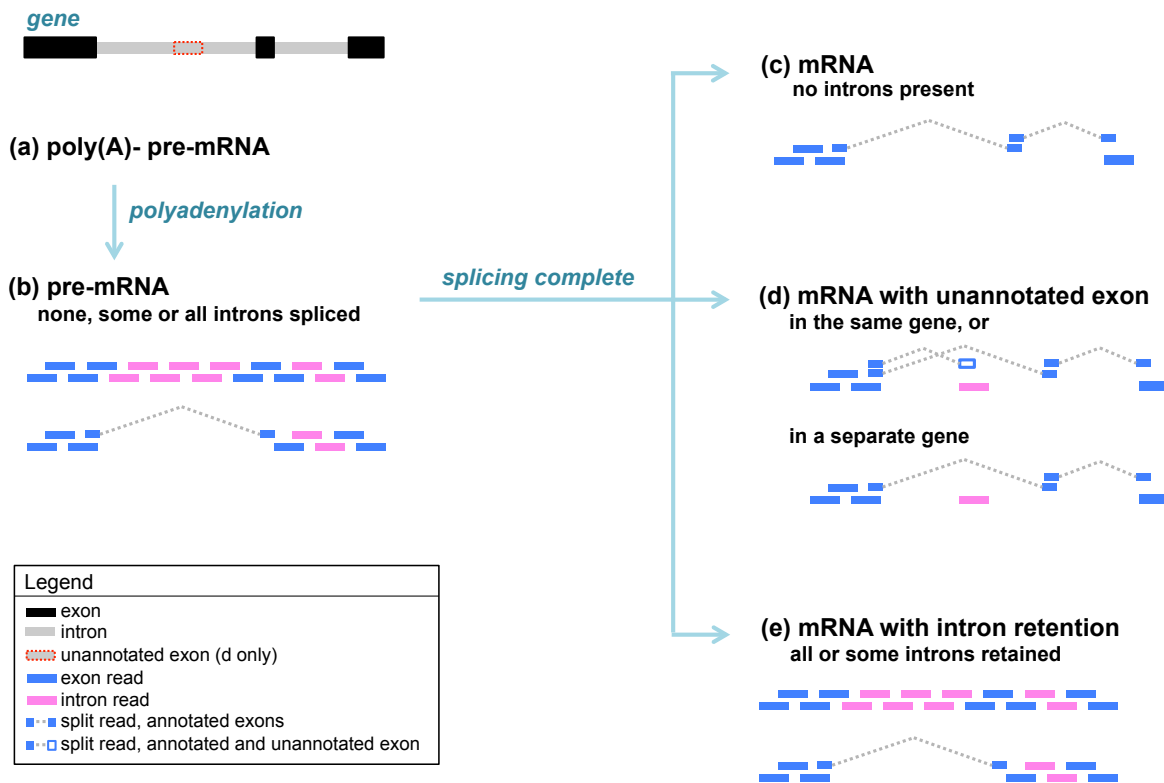 gene
(a) poly(A)- pre-mRNA
polyadenylation
(b) pre-mRNA
none, some or all introns spliced
splicing complete
(c) mRNA
no introns present
(d) mRNA with unannotated exon
in the same gene, or
in a separate gene
(e) mRNA with intron retention
all or some introns retained
Legend
exon
intron
unannotated exon (d only)
exon read
intron read
split read, annotated exons
split read, annotated and unannotated exon